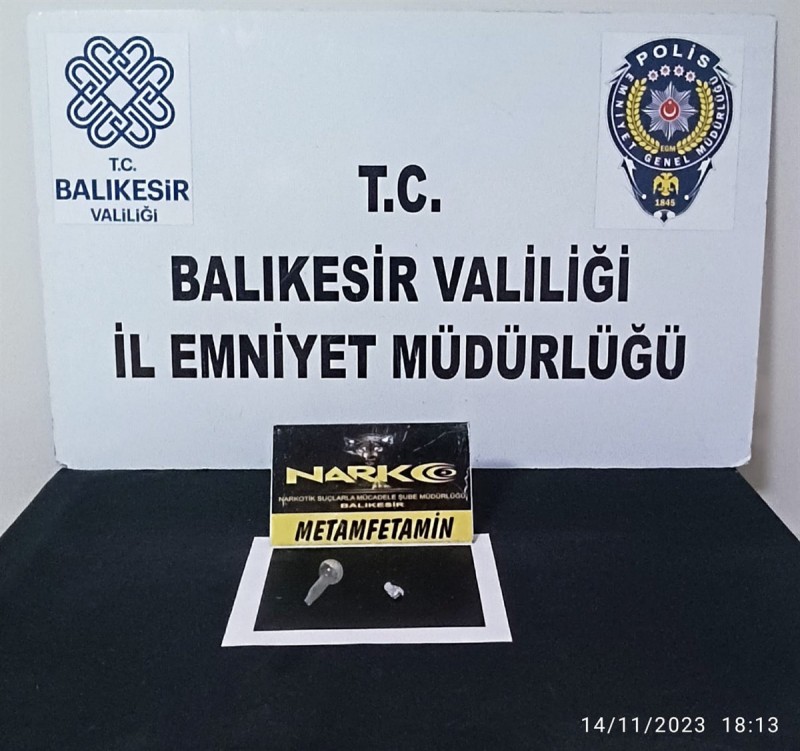 T.C.
BALIKESİR
VALİLİĞİ
POLİS
EMNİYET GENEL MÜDÜRLÜĞÜ
EGM
1845
T.C.
BALIKESİR VALİLİĞİ
İL EMNİYET MÜDÜRLÜĞÜ
NARKO
NARKOTİK SUÇLARLA MÜCADELE ŞUBE MÜDÜRLÜĞÜ
BALIKESİR
METAMFETAMİN
14/11/2023 18:13